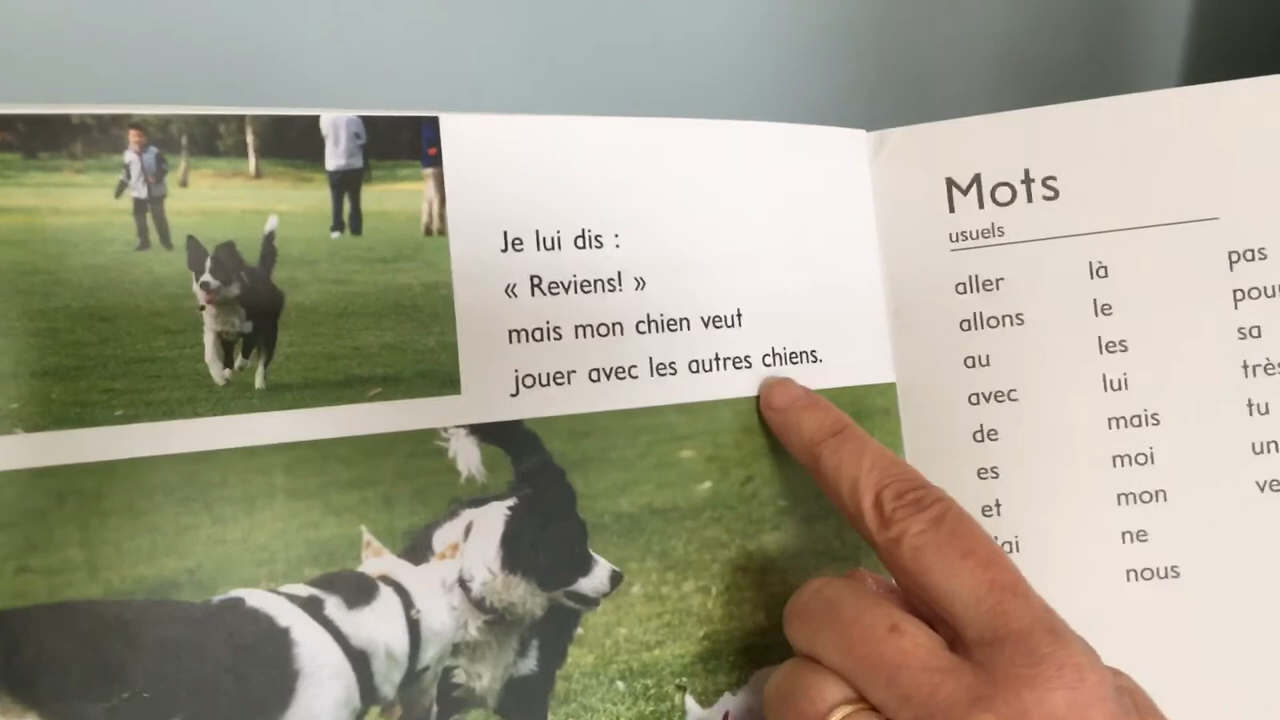 Je lui dis :
« Reviens! »
mais mon chien veut
jouer avec les autres chiens.
Mots
usuels
aller
allons
au
avec
de
es
et
là
le
les
lui
mais
moi
mon
ne
nous
pas
sa
tu